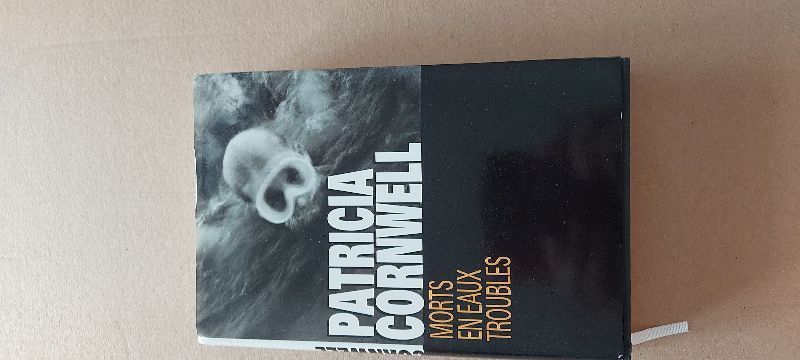 PATRICIA
CORNWELL
MORTS
EN EAUX
TROUBLES